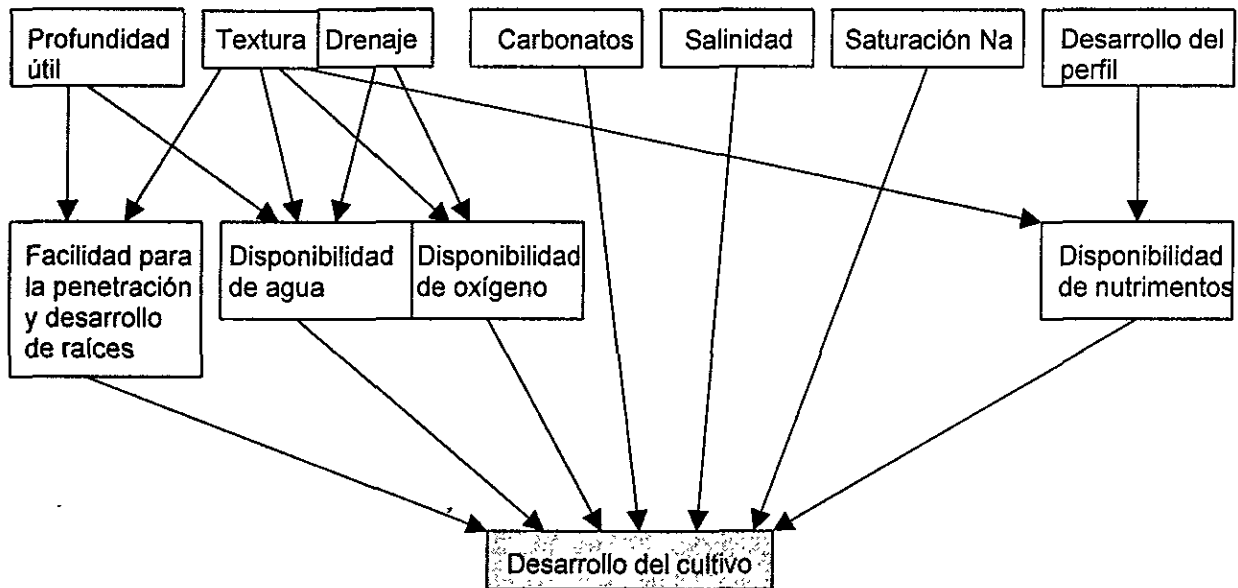 Profundidad
útil
Textura
Drenaje
Carbonatos
Salinidad
Saturación Na
Desarrollo del
perfil
Facilidad para
la penetración
y desarrollo
de raíces
Disponibilidad
de agua
Disponibilidad
de oxígeno
Disponibilidad
de nutrimentos
Desarrollo del cultivo